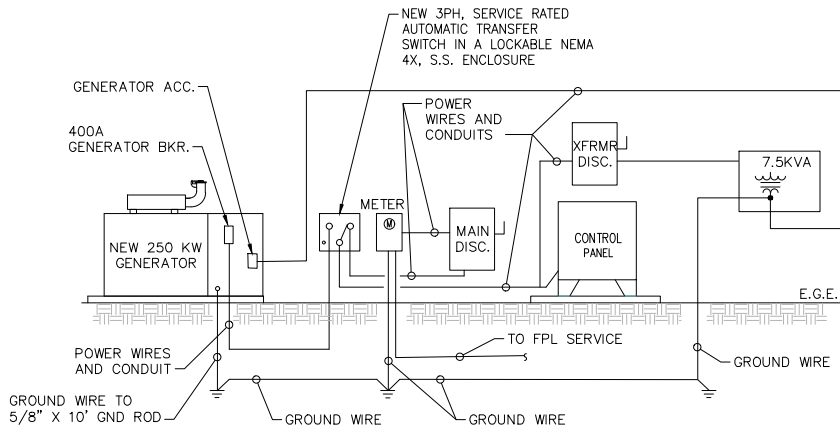 NEW 3PH, SERVICE RATED
AUTOMATIC TRANSFER
SWITCH IN A LOCKABLE NEMA
4X, S.S. ENCLOSURE
GENERATOR ACC.
400A
GENERATOR BKR.
POWER
WIRES AND
CONDUITS
XFRMR
DISC.
7.5KVA
METER
M
MAIN
DISC.
CONTROL
PANEL
NEW 250 KW
GENERATOR
E.G.E.
POWER WIRES
AND CONDUIT
TO FPL SERVICE
GROUND WIRE
GROUND WIRE TO
5/8" X 10' GND ROD
GROUND WIRE
GROUND WIRE